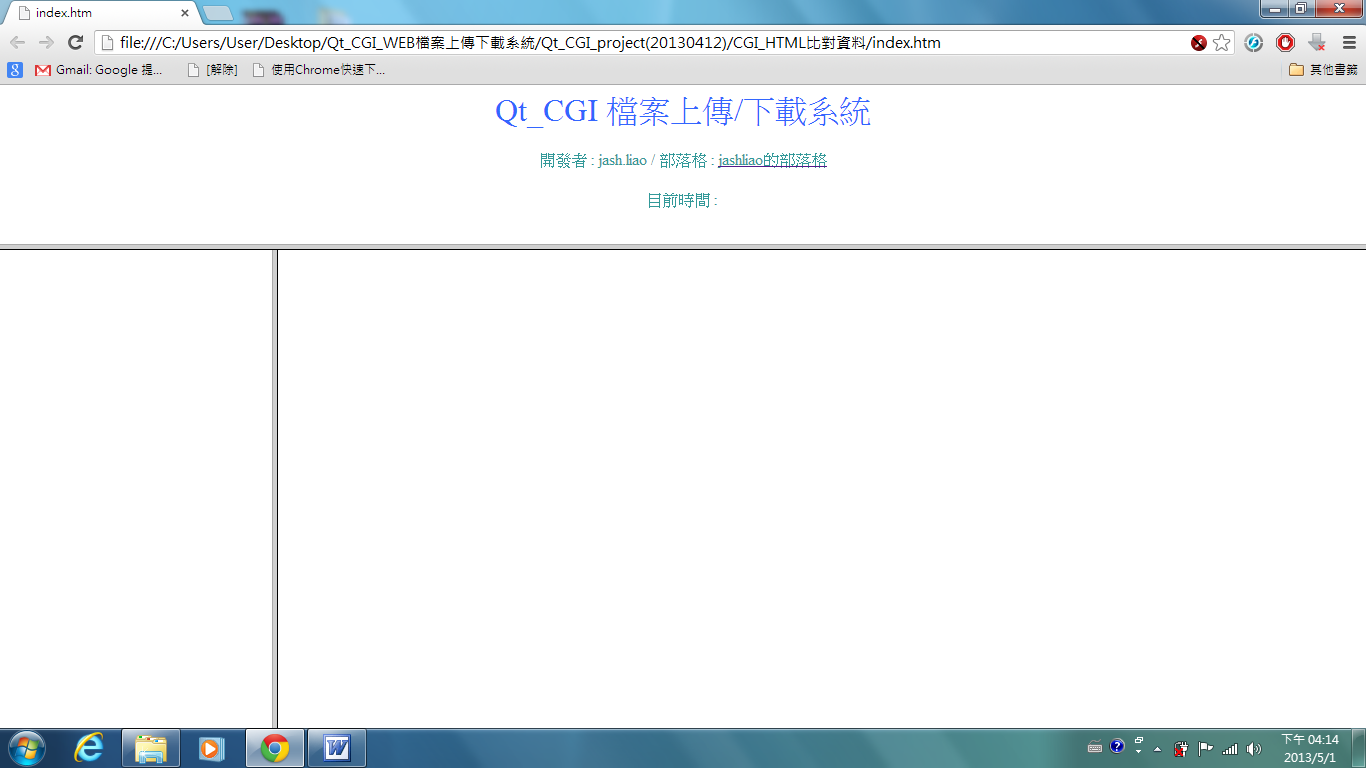 index.htm
file:///C:/Users/User/Desktop/Qt_CGI_WEB檔案上傳下載系統/Qt_CGI_project(20130412)/CGI_HTML比對資料/index.htm
Gmail: Google 提... [解除] 使用Chrome快速下... 其他書籤
Qt_CGI 檔案上傳/下載系統
開發者 : jash.liao / 部落格 : jashliao的部落格
目前時間 :
下午 04:14
2013/5/1